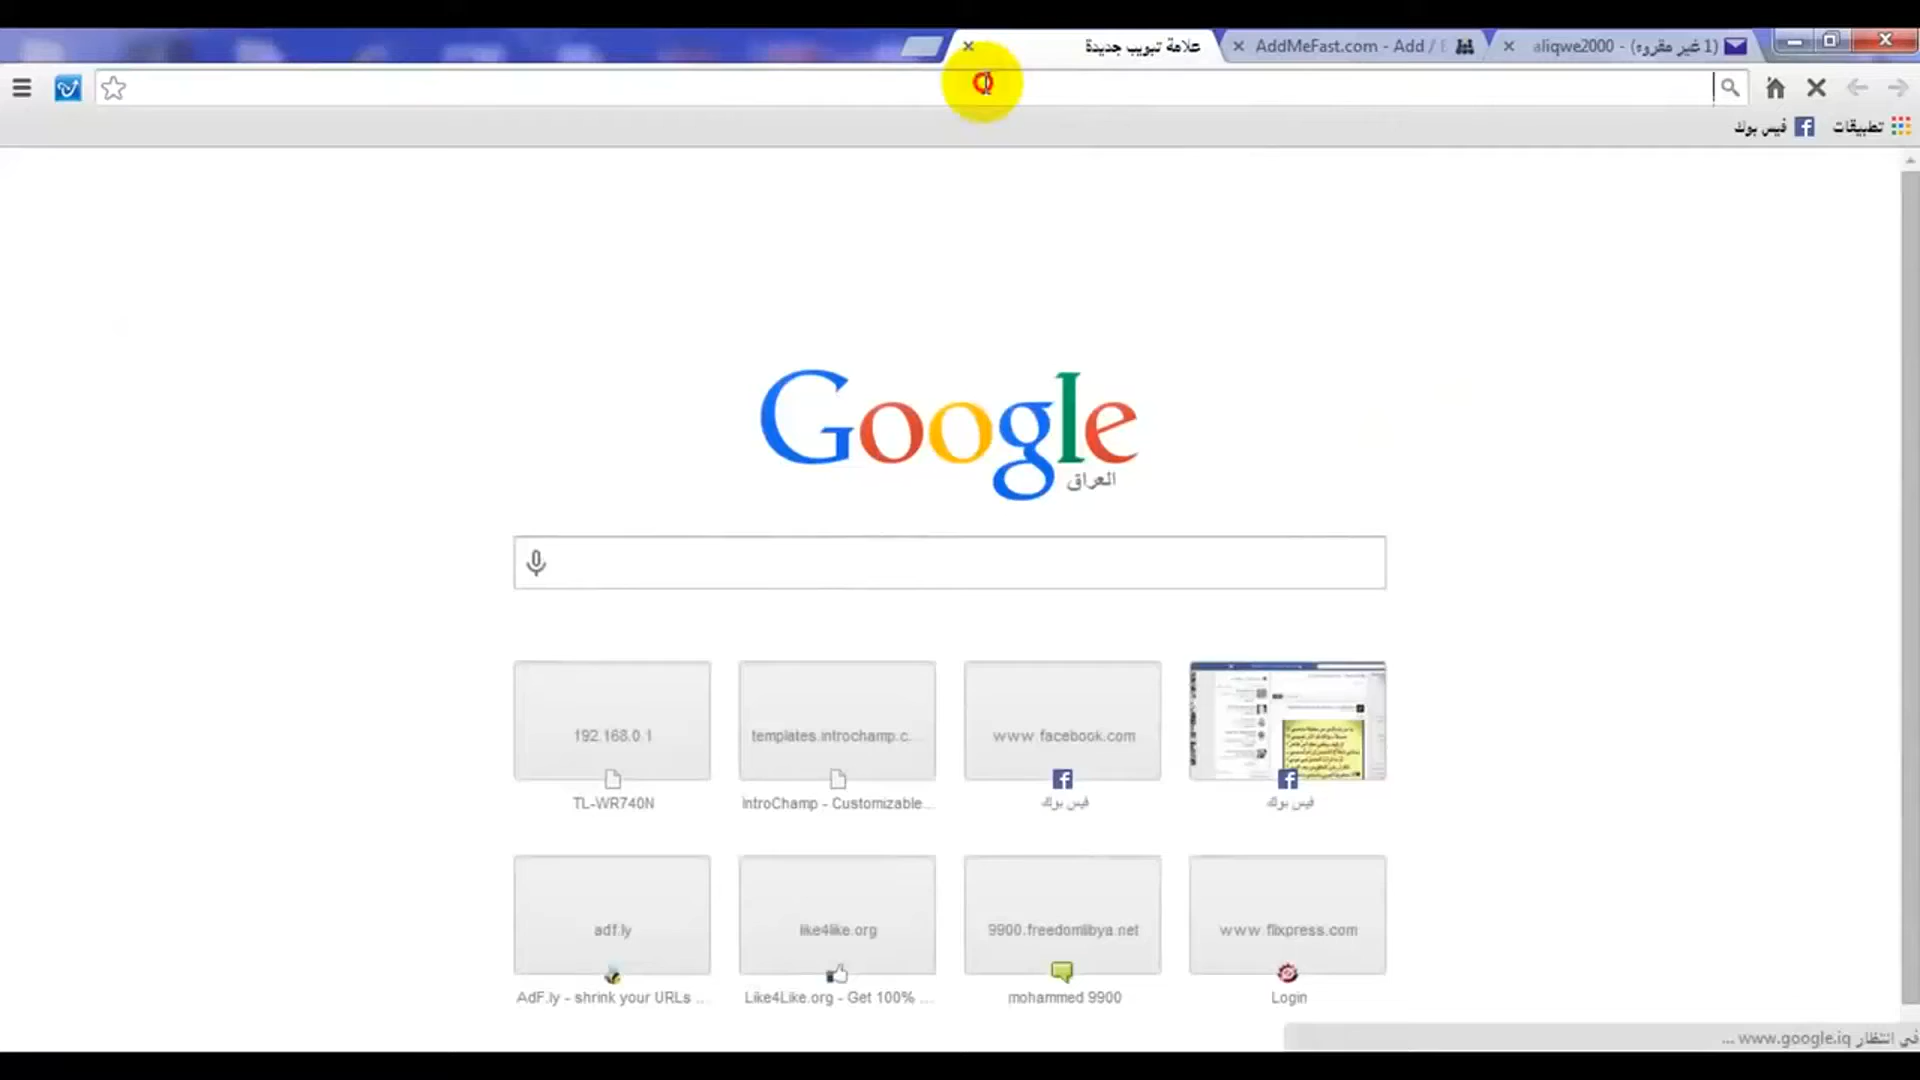 علامة تبويب جديدة
AddMeFast.com - Add / E
aliqwe2000 - (1 غير مقروء)
تطبيقات
فيس بوك
Google
العراق
192.168.0.1
templates.introchamp.c...
www.facebook.com
TL-WR740N
IntroChamp - Customizable...
فيس بوك
فيس بوك
adf.ly
like4like.org
9900.freedomlibya.net
www.flixpress.com
AdF.ly - shrink your URLs ...
Like4Like.org - Get 100% ...
mohammed 9900
Login
في انتظار www.google.iq ...